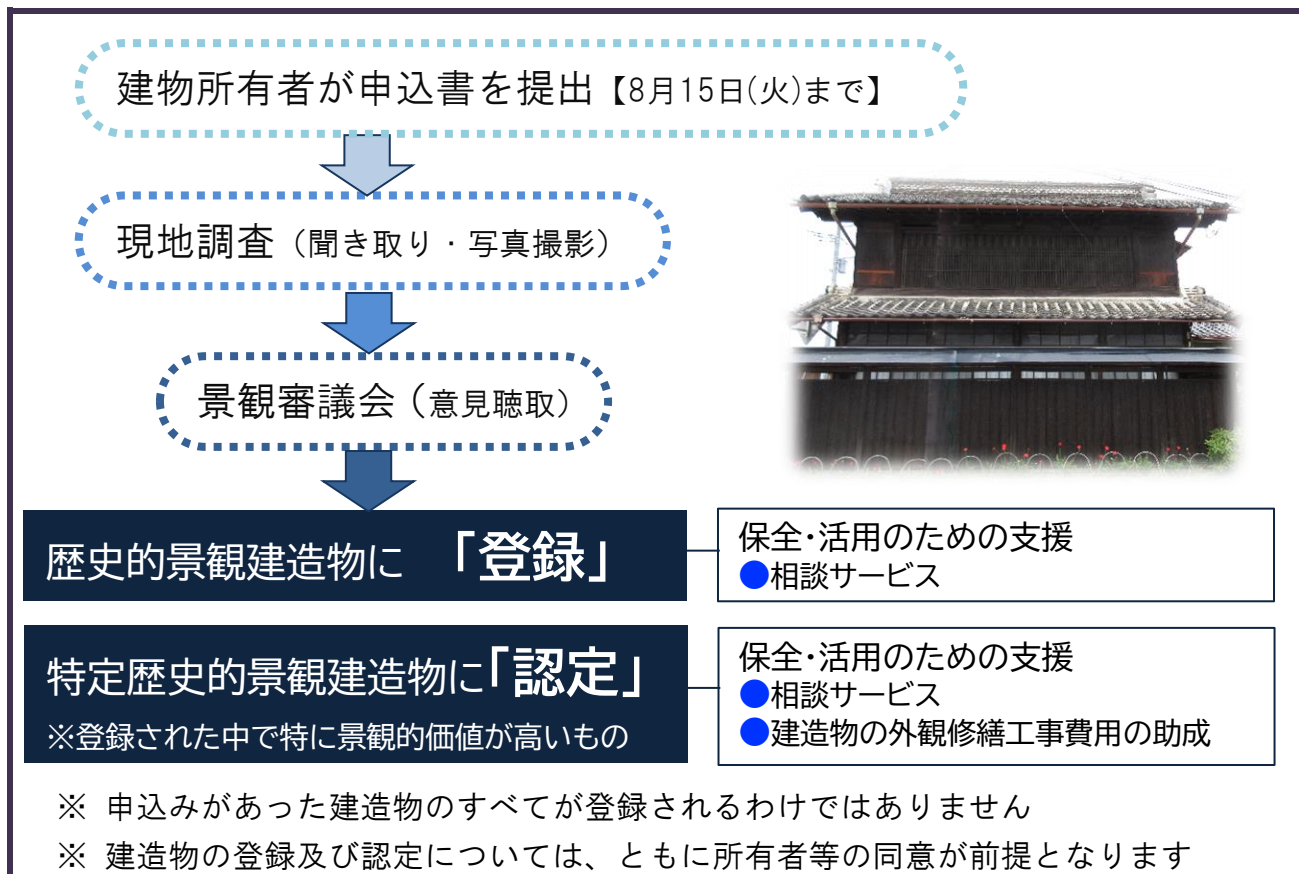 建物所有者が申込書を提出【8月15日(火)まで】
現地調査（聞き取り・写真撮影）
景観審議会（意見聴取）
歴史的景観建造物に「登録」
保全・活用のための支援
●相談サービス
特定歴史的景観建造物に「認定」
※登録された中で特に景観的価値が高いもの
保全・活用のための支援
●相談サービス
●建造物の外観修繕工事費用の助成
※ 申込みがあった建造物のすべてが登録されるわけではありません
※ 建造物の登録及び認定については、ともに所有者等の同意が前提となります